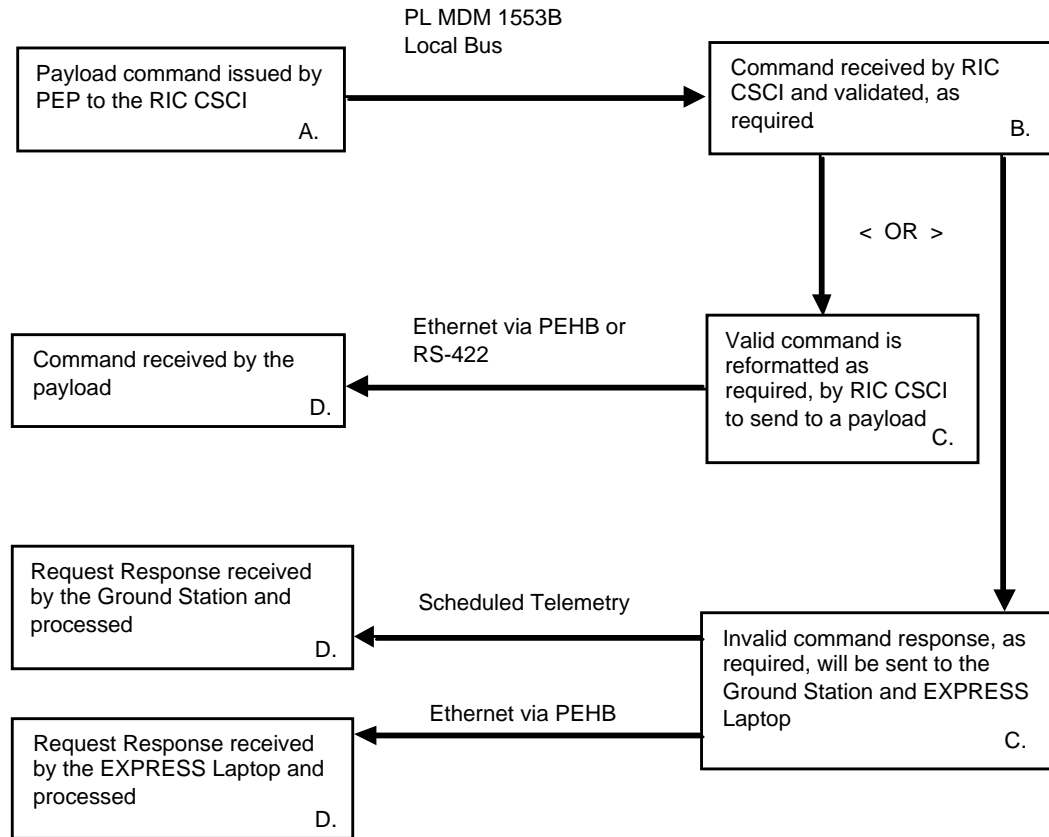 PL MDM 1553B
Local Bus
Payload command issued by
PEP to the RIC CSCI
A.
Command received by RIC
CSCI and validated, as
required.
B.
< OR >
Ethernet via PEHB or
RS-422
Command received by the
payload
D.
Valid command is
reformatted as
required, by RIC CSCI
to send to a payload
C.
Request Response received
by the Ground Station and
processed
D.
Scheduled Telemetry
Invalid command response, as
required, will be sent to the
Ground Station and EXPRESS
Laptop
C.
Ethernet via PEHB
Request Response received
by the EXPRESS Laptop and
processed
D.